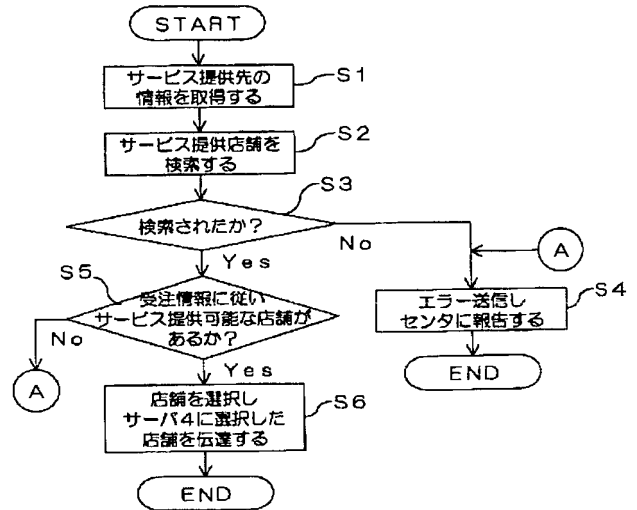 START
サービス提供先の
情報を取得する
S1
サービス提供店舗を
検索する
S2
検索されたか?
S3
No
Yes
A
エラー送信し
センタに報告する
S4
END
受注情報に従い
サービス提供可能な店舗が
あるか?
S5
No
A
Yes
店舗を選択し
サーバ4に選択した
店舗を伝達する
S6
END